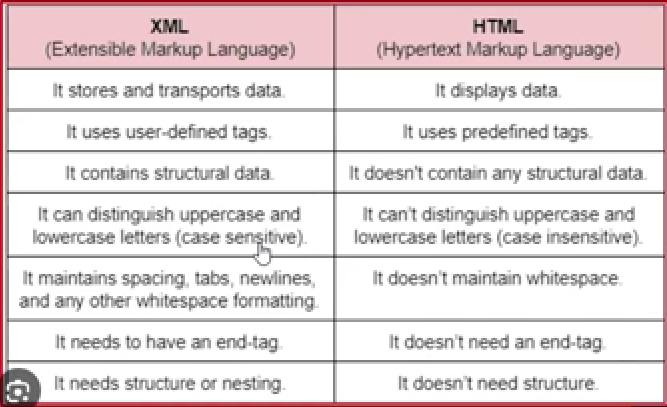 XML
(Extensible Markup Language)
HTML
(Hypertext Markup Language)
It stores and transports data.
It displays data.
It uses user-defined tags.
It uses predefined tags.
It contains structural data.
It doesn't contain any structural data.
It can distinguish uppercase and
lowercase letters (case sensitive).
It can't distinguish uppercase and
lowercase letters (case insensitive).
It maintains spacing, tabs, newlines,
and any other whitespace formatting.
It doesn't maintain whitespace.
It needs to have an end-tag.
It doesn't need an end-tag.
It needs structure or nesting.
It doesn't need structure.